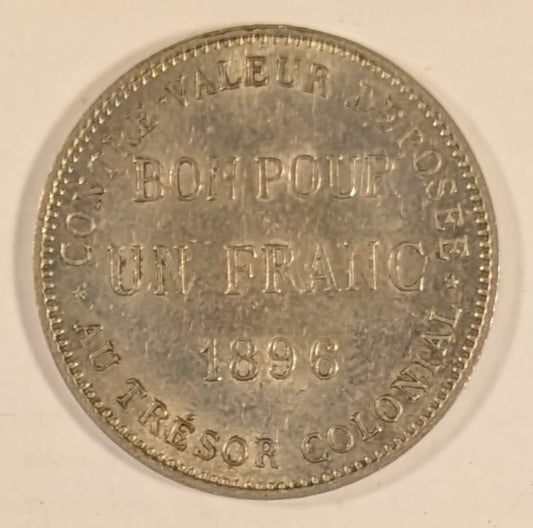 CONTRE-VALEUR DÉPOSÉE
BON POUR
UN FRANC
1896
* AU TRÉSOR COLONIAL *